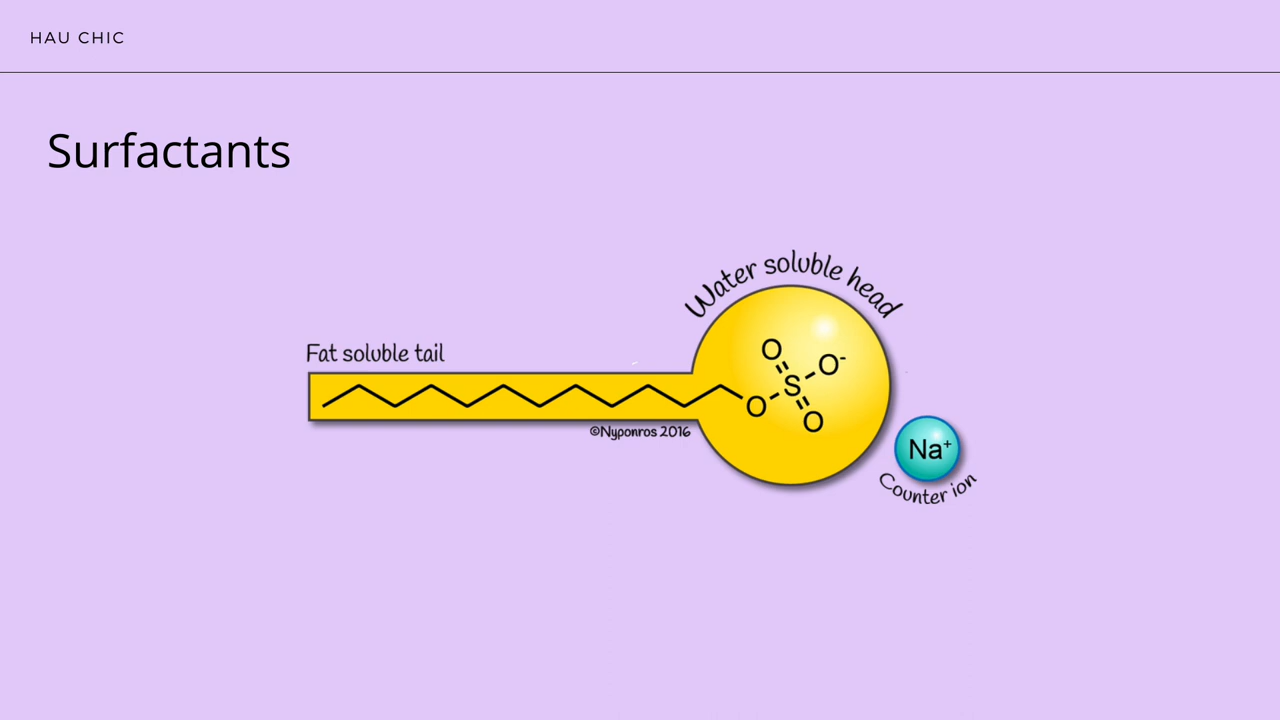 HAU CHIC
Surfactants
Water soluble head
Fat soluble tail
O
O-
S
O
O
©Nyponros 2016
Na+
Counter ion